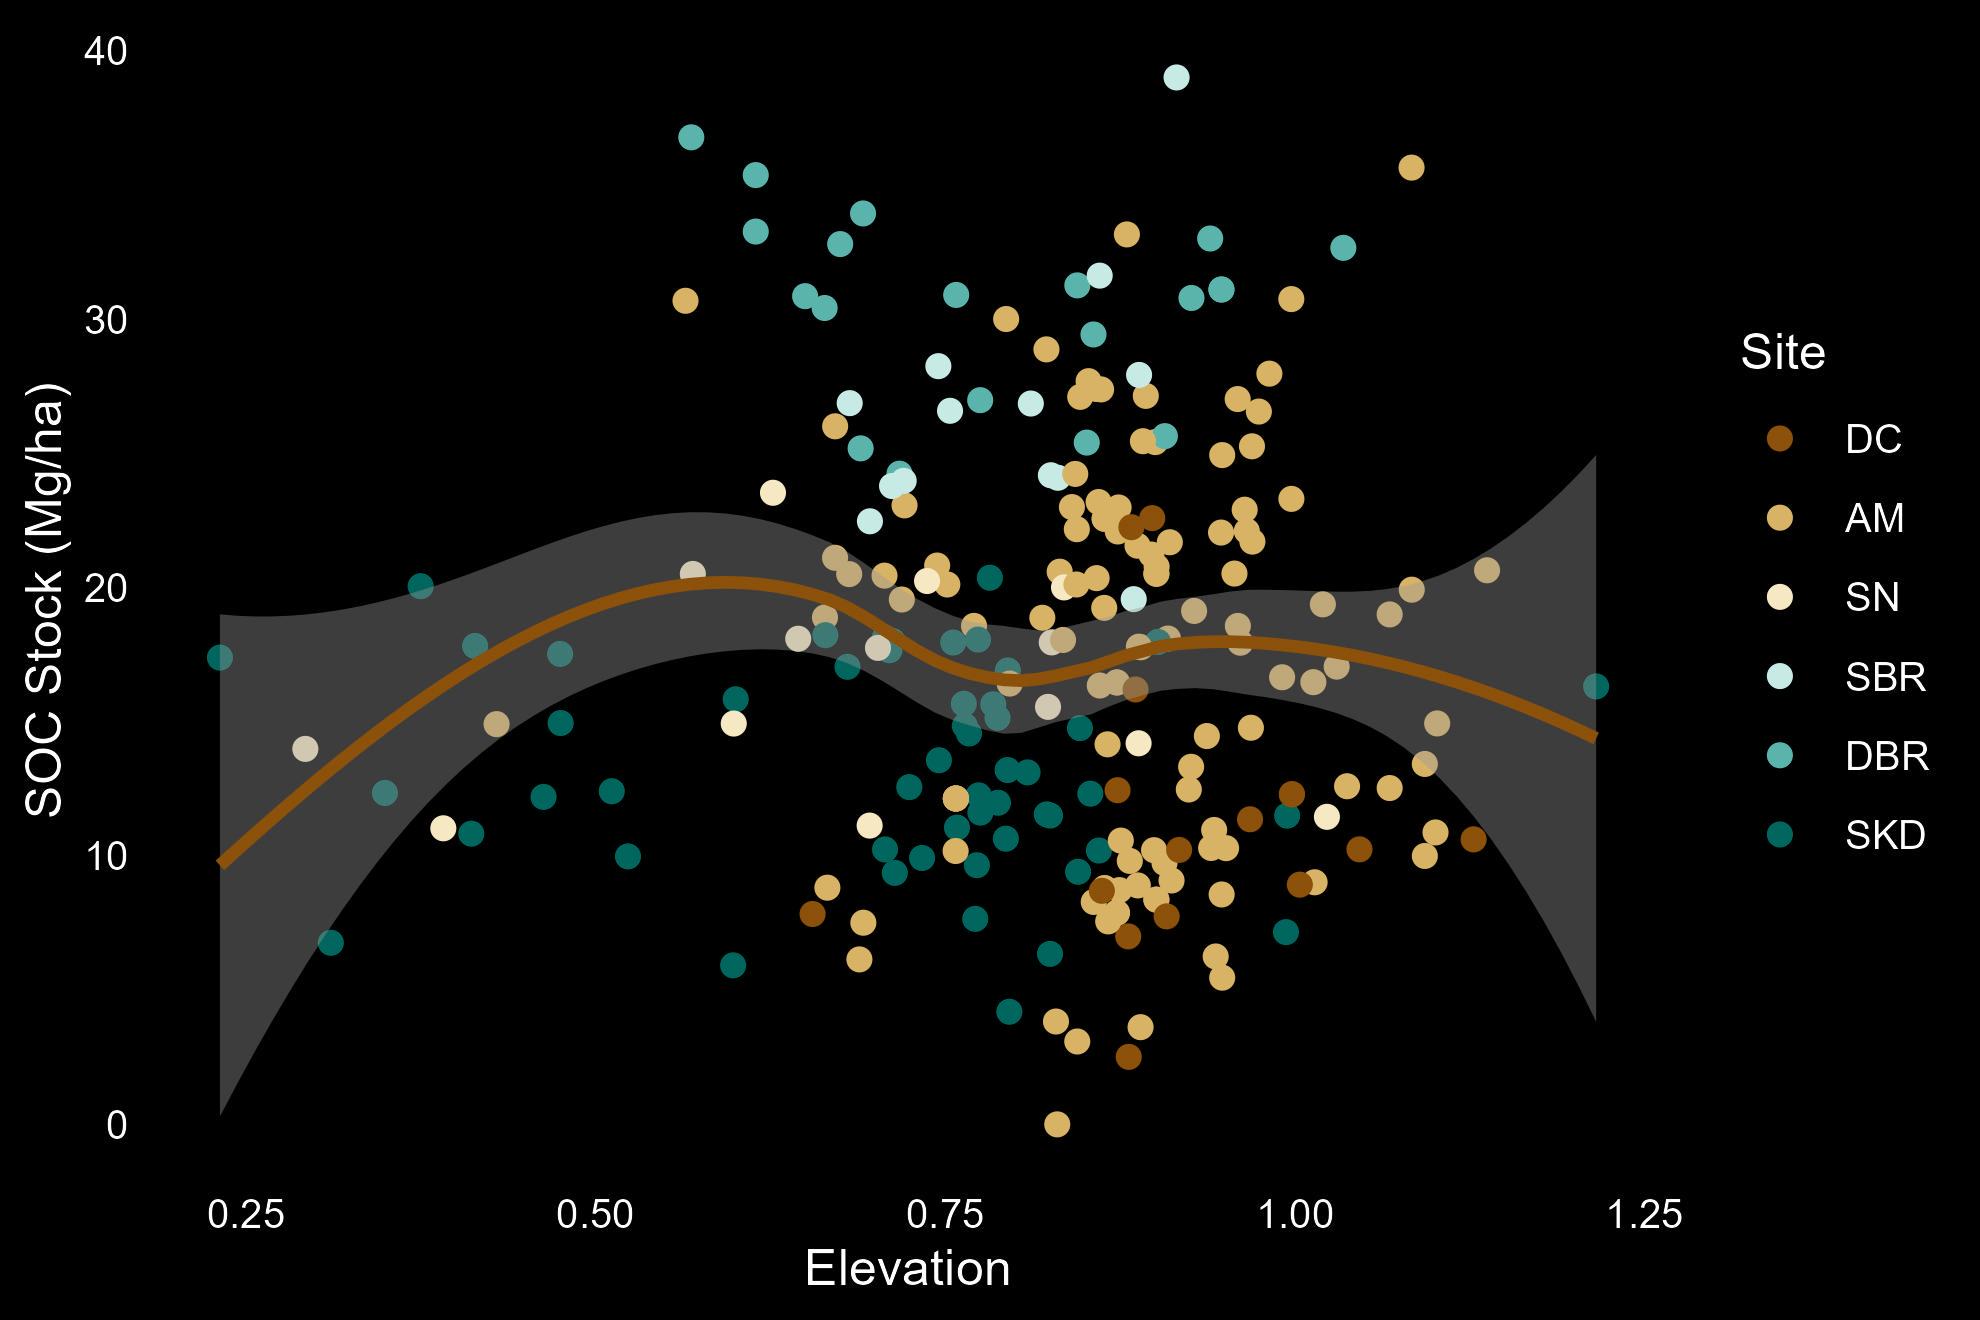 40
30
20
10
0
SOC Stock (Mg/ha)
0.25 0.50 0.75 1.00 1.25
Elevation
Site
DC
AM
SN
SBR
DBR
SKD